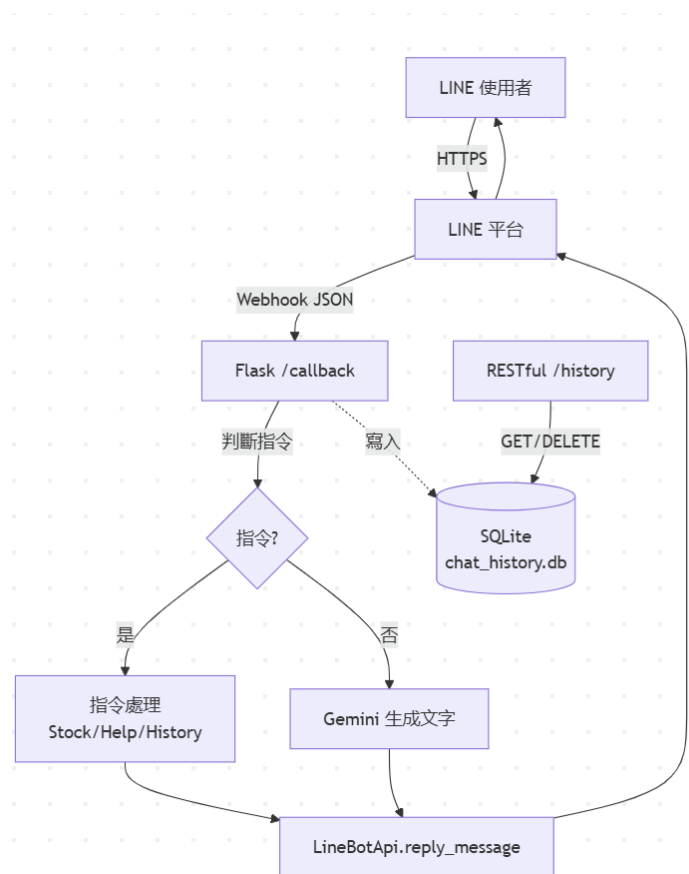 LINE 使用者
HTTPS
LINE 平台
Webhook JSON
Flask /callback
RESTful /history
判斷指令
寫入
GET/DELETE
指令?
SQLite
chat_history.db
是
否
指令處理
Stock/Help/History
Gemini 生成文字
LineBotApi.reply_message